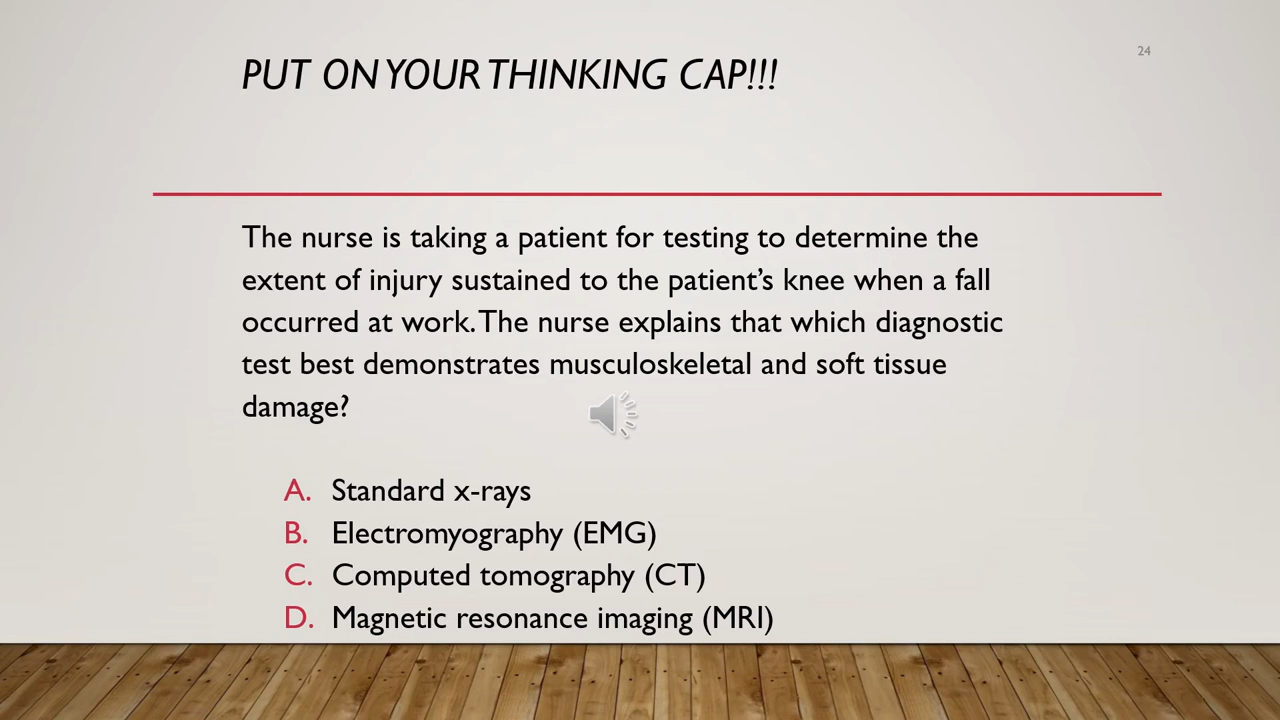 24
PUT ON YOUR THINKING CAP!!!
The nurse is taking a patient for testing to determine the
extent of injury sustained to the patient’s knee when a fall
occurred at work. The nurse explains that which diagnostic
test best demonstrates musculoskeletal and soft tissue
damage?
A. Standard x-rays
B. Electromyography (EMG)
C. Computed tomography (CT)
D. Magnetic resonance imaging (MRI)